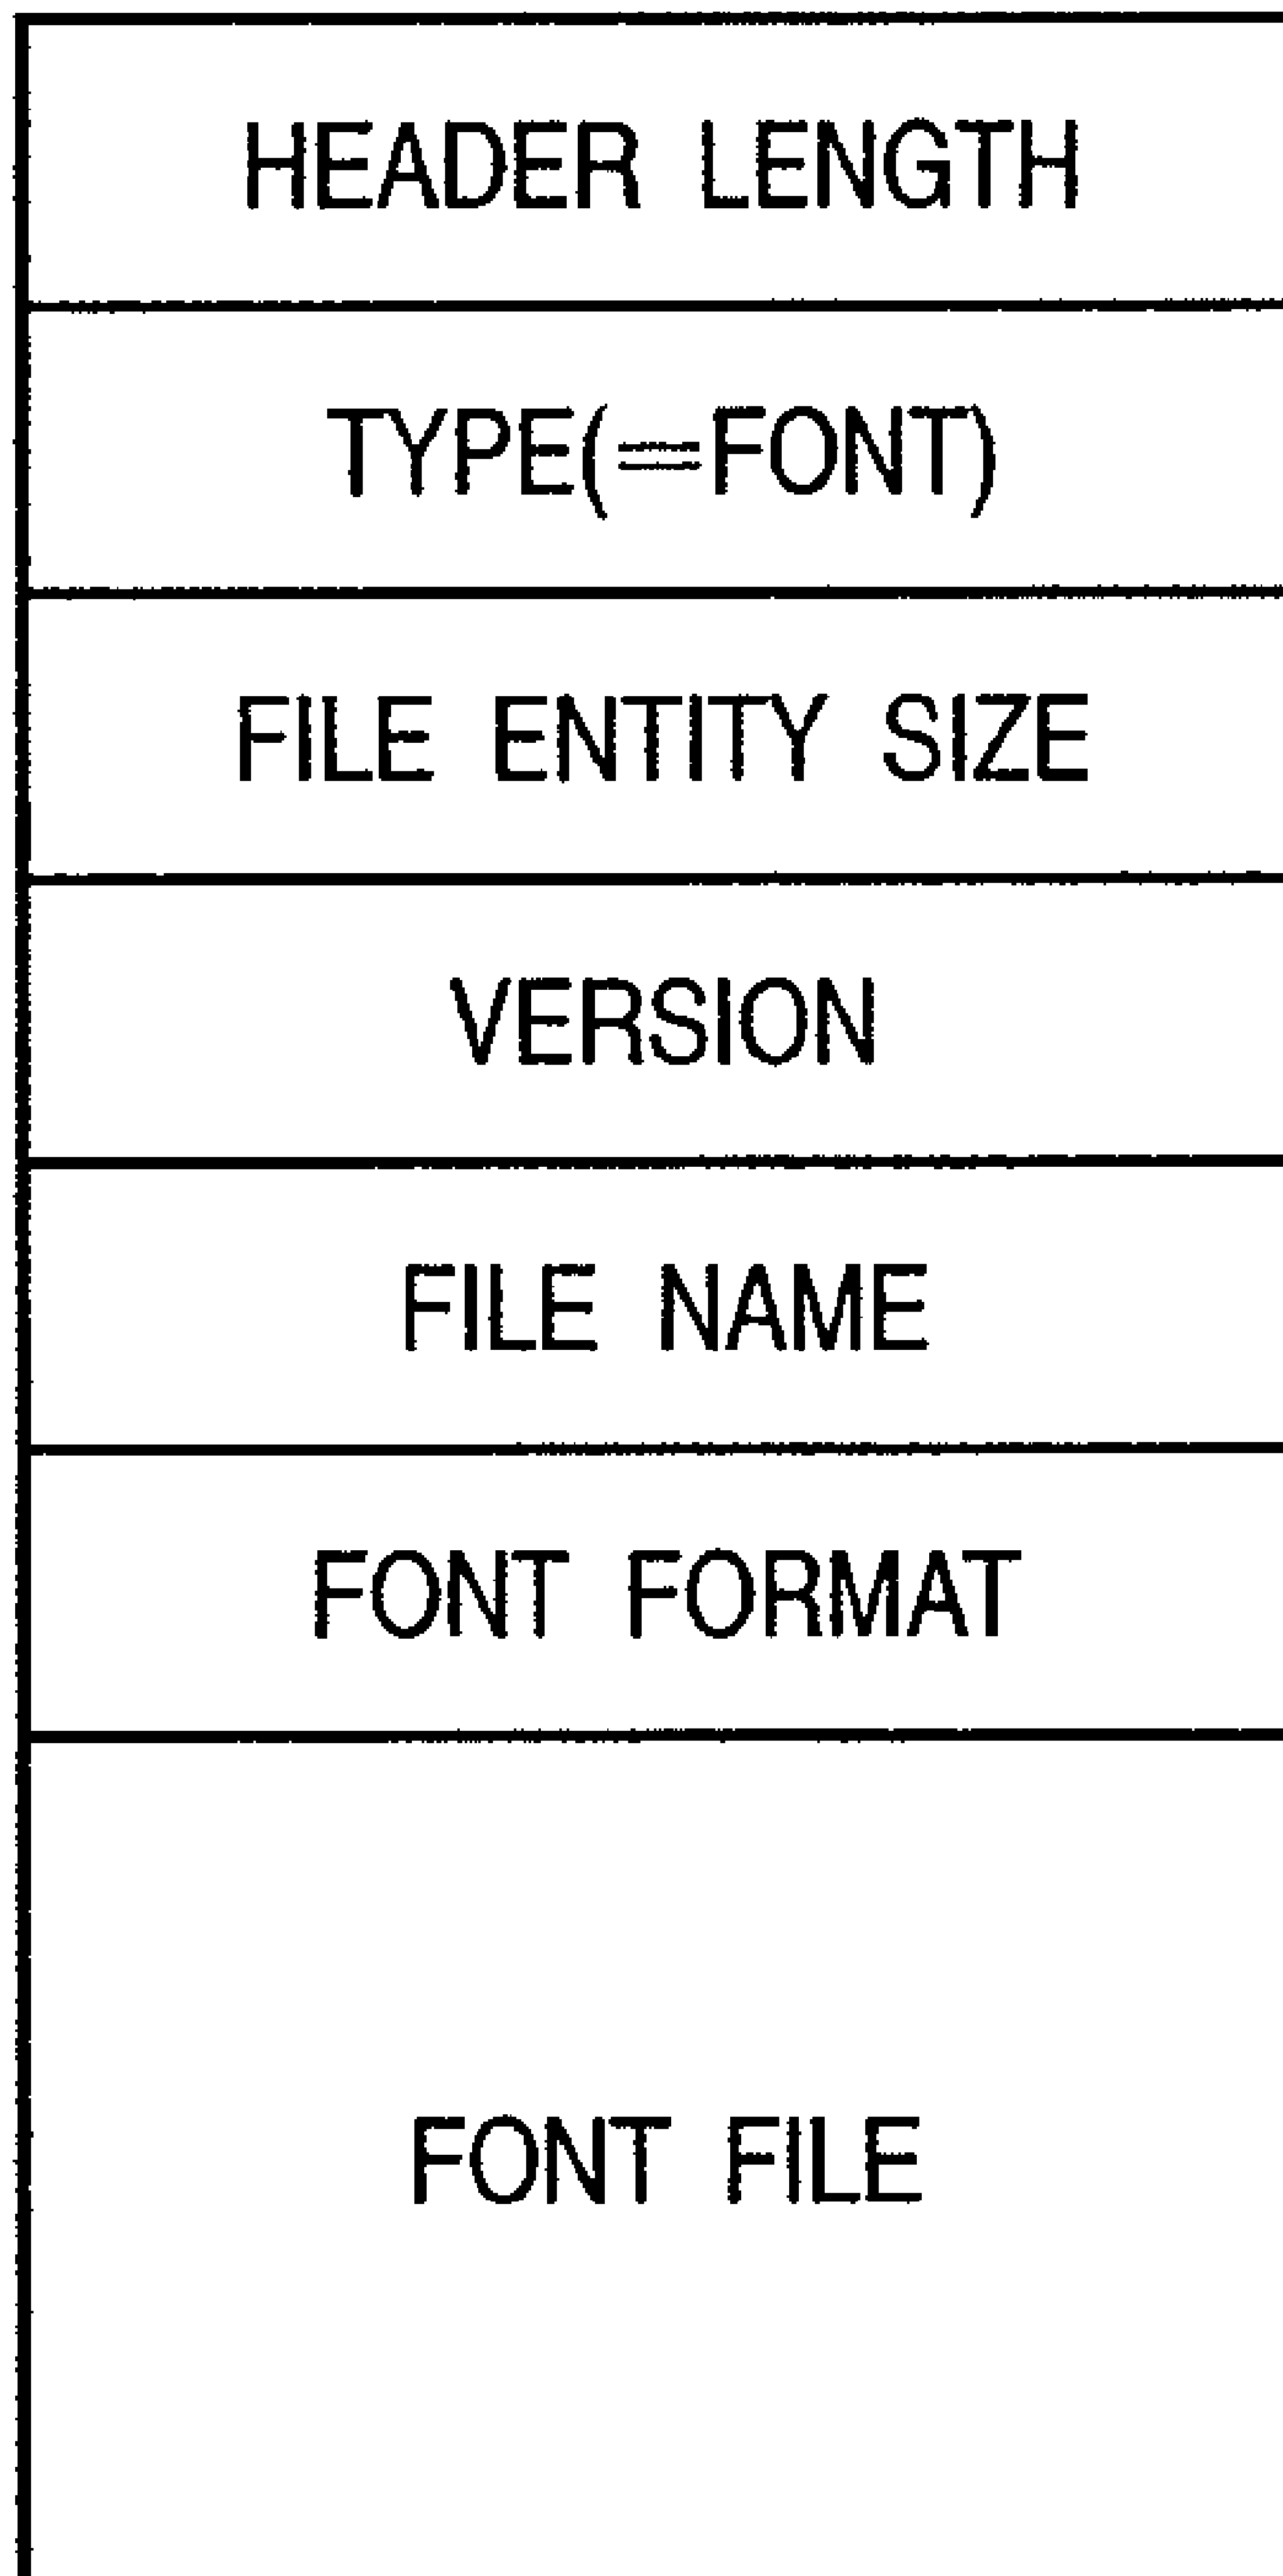 HEADER LENGTH
TYPE(=FONT)
FILE ENTITY SIZE
VERSION
FILE NAME
FONT FORMAT
FONT FILE